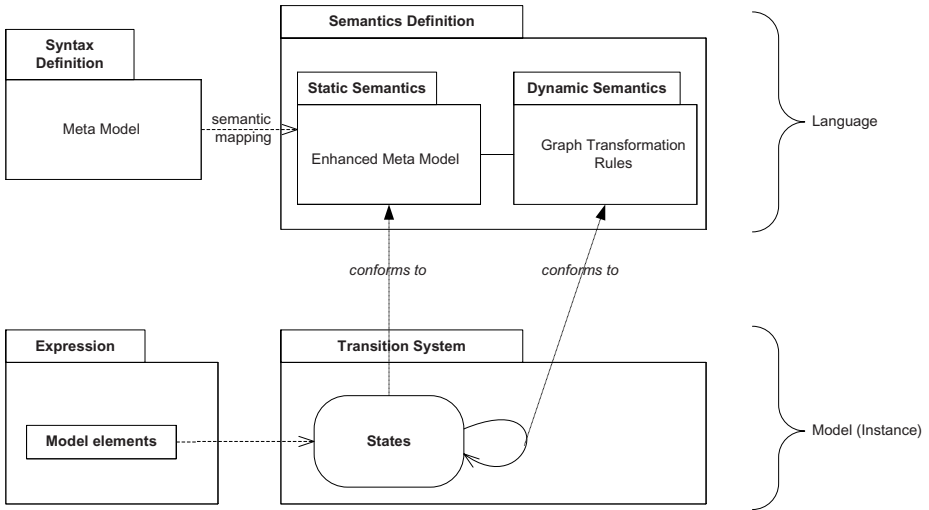 Semantics Definition
Syntax
Definition
Static Semantics
Dynamic Semantics
Meta Model
semantic
mapping
Enhanced Meta Model
Graph Transformation
Rules
Language
conforms to
conforms to
Expression
Transition System
Model elements
States
Model (Instance)